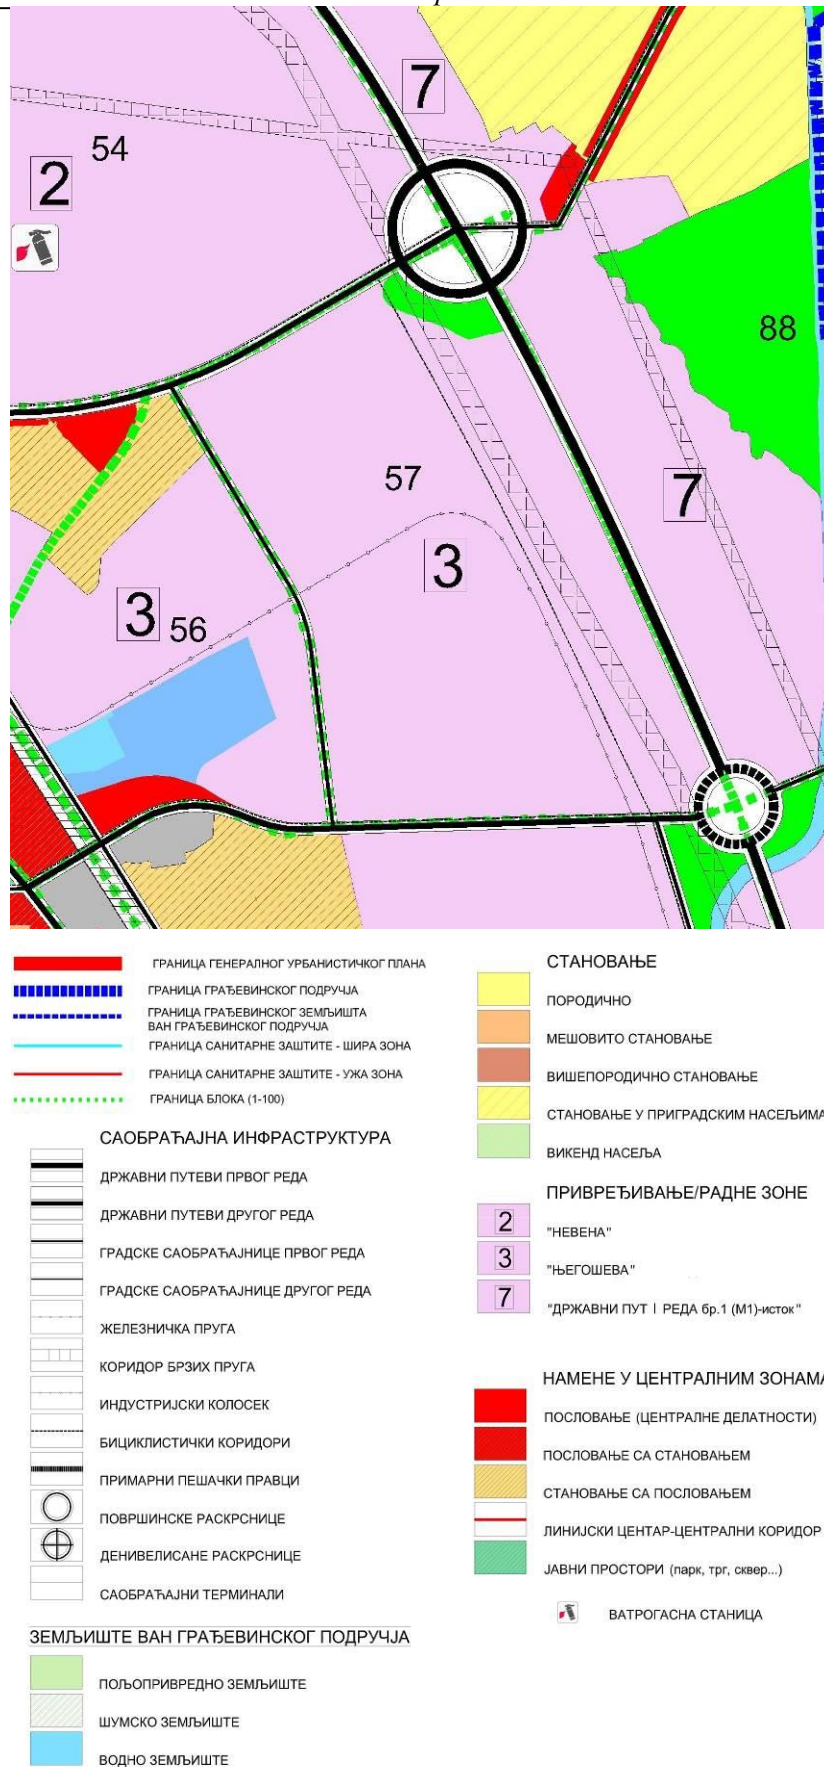 7
54
2
88
57
7
3
3
56
ГРАНИЦА ГЕНЕРАЛНОГ УРБАНИСТИЧКОГ ПЛАНА
ГРАНИЦА ГРАЂЕВИНСКОГ ПОДРУЧЈА
ГРАНИЦА ГРАЂЕВИНСКОГ ЗЕМЉИШТА
ВАН ГРАЂЕВИНСКОГ ПОДРУЧЈА
ГРАНИЦА САНИТАРНЕ ЗАШТИТЕ - ШИРА ЗОНА
ГРАНИЦА САНИТАРНЕ ЗАШТИТЕ - УЖА ЗОНА
ГРАНИЦА БЛОКА (1-100)
САОБРАЋАЈНА ИНФРАСТРУКТУРА
ДРЖАВНИ ПУТЕВИ ПРВОГ РЕДА
ДРЖАВНИ ПУТЕВИ ДРУГОГ РЕДА
ГРАДСКЕ САОБРАЋАЈНИЦЕ ПРВОГ РЕДА
ГРАДСКЕ САОБРАЋАЈНИЦЕ ДРУГОГ РЕДА
ЖЕЛЕЗНИЧКА ПРУГА
КОРИДОР БРЗИХ ПРУГА
ИНДУСТРИЈСКИ КОЛОСЕК
БИЦИКЛИСТИЧКИ КОРИДОРИ
ПРИМАРНИ ПЕШАЧКИ ПРАВЦИ
ПОВРШИНСКЕ РАСКРСНИЦЕ
ДЕНИВЕЛИСАНЕ РАСКРСНИЦЕ
САОБРАЋАЈНИ ТЕРМИНАЛИ
ЗЕМЉИШТЕ ВАН ГРАЂЕВИНСКОГ ПОДРУЧЈА
ПОЉОПРИВРЕДНО ЗЕМЉИШТЕ
ШУМСКО ЗЕМЉИШТЕ
ВОДНО ЗЕМЉИШТЕ
СТАНОВАЊЕ
ПОРОДИЧНО
МЕШОВИТО СТАНОВАЊЕ
ВИШЕПОРОДИЧНО СТАНОВАЊЕ
СТАНОВАЊЕ У ПРИГРАДСКИМ НАСЕЉИМА
ВИКЕНД НАСЕЉА
ПРИВРЕЂИВАЊЕ/РАДНЕ ЗОНЕ
2 "НЕВЕНА"
3 "ЊЕГОШЕВА"
7 "ДРЖАВНИ ПУТ I РЕДА бр.1 (М1)-исток"
НАМЕНЕ У ЦЕНТРАЛНИМ ЗОНАМА
ПОСЛОВАЊЕ (ЦЕНТРАЛНЕ ДЕЛАТНОСТИ)
ПОСЛОВАЊЕ СА СТАНОВАЊЕМ
СТАНОВАЊЕ СА ПОСЛОВАЊЕМ
ЛИНИЈСКИ ЦЕНТАР-ЦЕНТРАЛНИ КОРИДОР
ЈАВНИ ПРОСТОРИ (парк, трг, сквер...)
ВАТРОГАСНА СТАНИЦА